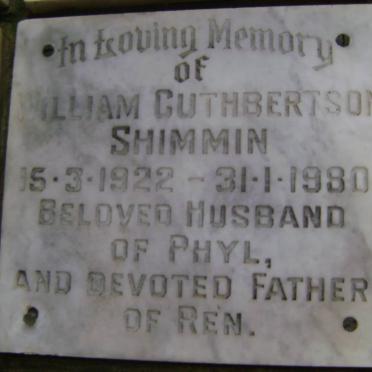 In Loving Memory
of
WILLIAM CUTHBERTSON
SHIMMIN
15·3·1922 - 31·1·1980
BELOVED HUSBAND
OF PHYL,
AND DEVOTED FATHER
OF REN.